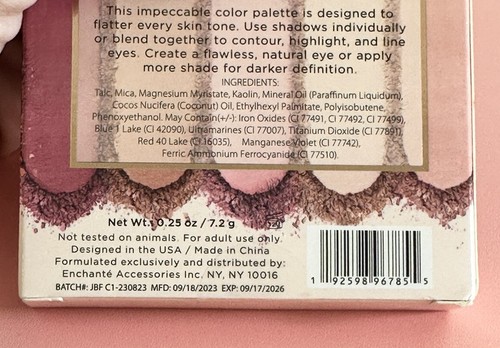 This impeccable color palette is designed to
flatter every skin tone. Use shadows individually
or blend together to contour, highlight, and line
eyes. Create a flawless, natural eye or apply
more shade for darker definition.
INGREDIENTS:
Talc, Mica, Magnesium Myristate, Kaolin, Mineral Oil (Paraffinum Liquidum),
Cocos Nucifera (Coconut) Oil, Ethylhexyl Palmitate, Polyisobutene,
Phenoxyethanol. May Contain(+/-): Iron Oxides (CI 77491, CI 77492, CI 77499),
Blue 1 Lake (CI 42090), Ultramarines (CI 77007), Titanium Dioxide (CI 77891),
Red 40 Lake (CI 16035), Manganese Violet (CI 77742),
Ferric Ammonium Ferrocyanide (CI 77510).
Net Wt.: 0.25 oz / 7.2 g
Not tested on animals. For adult use only.
Designed in the USA / Made in China
Formulated exclusively and distributed by:
Enchanté Accessories Inc. NY, NY 10016
BATCH#: JBF C1-230823 MFD: 09/18/2023 EXP: 09/17/2026
1 92598 96785 5